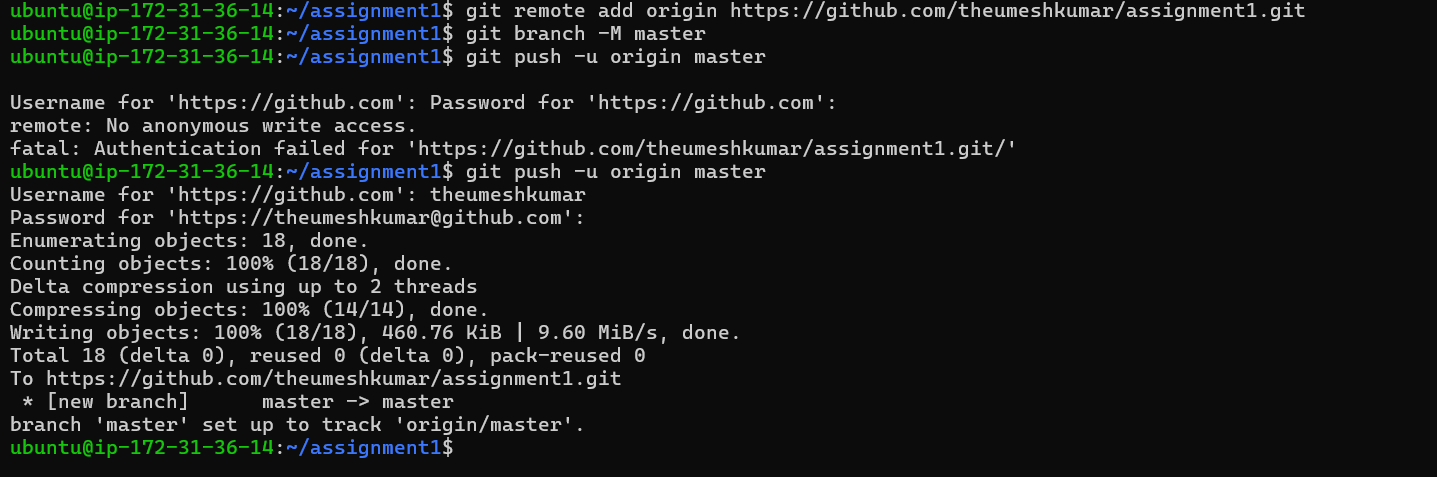 ubuntu@ip-172-31-36-14:~/assignment1$ git remote add origin https://github.com/theumeshkumar/assignment1.git
ubuntu@ip-172-31-36-14:~/assignment1$ git branch -M master
ubuntu@ip-172-31-36-14:~/assignment1$ git push -u origin master
Username for 'https://github.com': Password for 'https://github.com':
remote: No anonymous write access.
fatal: Authentication failed for 'https://github.com/theumeshkumar/assignment1.git/'
ubuntu@ip-172-31-36-14:~/assignment1$ git push -u origin master
Username for 'https://github.com': theumeshkumar
Password for 'https://theumeshkumar@github.com':
Enumerating objects: 18, done.
Counting objects: 100% (18/18), done.
Delta compression using up to 2 threads
Compressing objects: 100% (14/14), done.
Writing objects: 100% (18/18), 460.76 KiB | 9.60 MiB/s, done.
Total 18 (delta 0), reused 0 (delta 0), pack-reused 0
To https://github.com/theumeshkumar/assignment1.git
 * [new branch]      master -> master
branch 'master' set up to track 'origin/master'.
ubuntu@ip-172-31-36-14:~/assignment1$